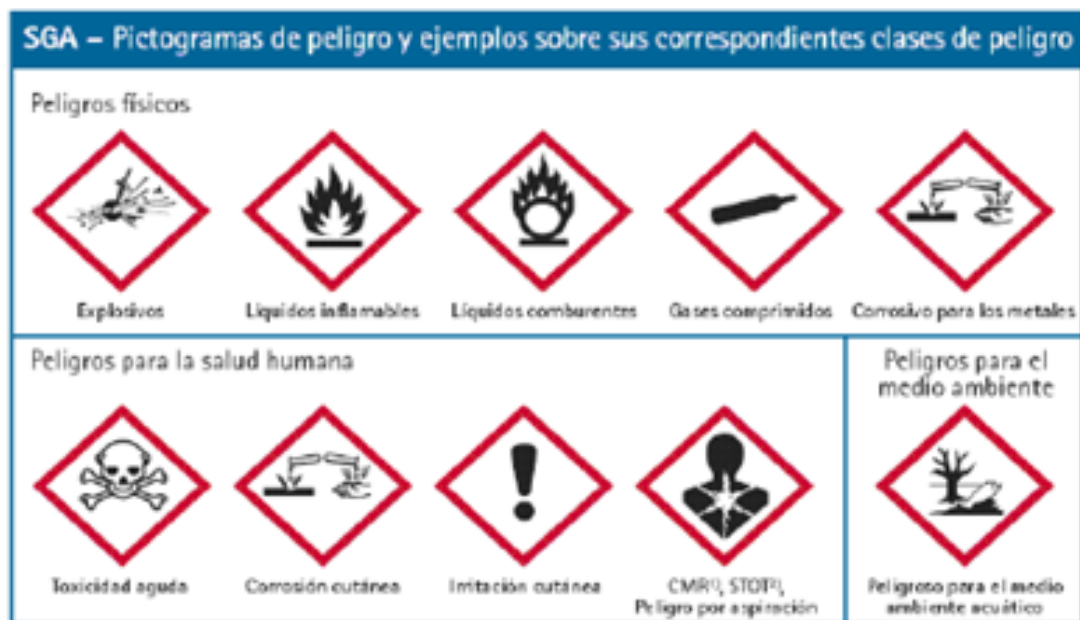 SGA – Pictogramas de peligro y ejemplos sobre sus correspondientes clases de peligro
Peligros físicos
Explosivos
Líquidos inflamables
Líquidos comburentes
Gases comprimidos
Corrosivo para los metales
Peligros para la salud humana
Toxicidad aguda
Corrosión cutánea
Irritación cutánea
CMR¹⁾, STOT²⁾,
Peligro por aspiración
Peligros para el
medio ambiente
Peligroso para el medio
ambiente acuático